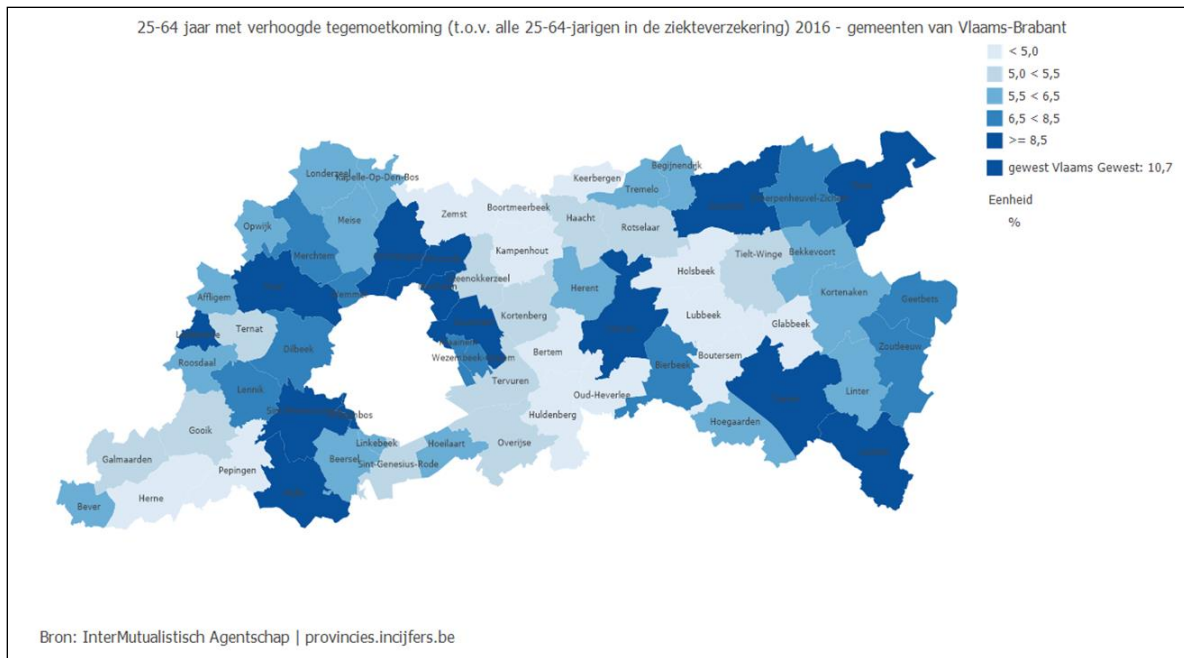 25-64 jaar met verhoogde tegemoetkoming (t.o.v. alle 25-64-jarigen in de ziekteverzekering) 2016 - gemeenten van Vlaams-Brabant
< 5,0
5,0 < 5,5
5,5 < 6,5
6,5 < 8,5
>= 8,5
gewest Vlaams Gewest: 10,7
Eenheid
%
Londerzeel
Kapelle-Op-Den-Bos
Keerbergen
Begijnendijk
Tremelo
Opwijk
Meise
Zemst
Boortmeerbeek
Haacht
Rotselaar
Merchtem
Kampenhout
Holsbeek
Tielt-Winge
Bekkevoort
Affligem
Herent
Kortenaken
Geetbets
Ternat
Kortenberg
Lubbeek
Glabbeek
Dilbeek
Zoutleeuw
Bertem
Boutersem
Roosdaal
Bierbeek
Tervuren
Lennik
Oud-Heverlee
Linter
Huldenberg
Hoegaarden
Gooik
Linkebeek
Hoeilaart
Overijse
Galmaarden
Beersel
Sint-Genesius-Rode
Pepingen
Herne
Bever
Bron: InterMutualistisch Agentschap | provincies.incijfers.be